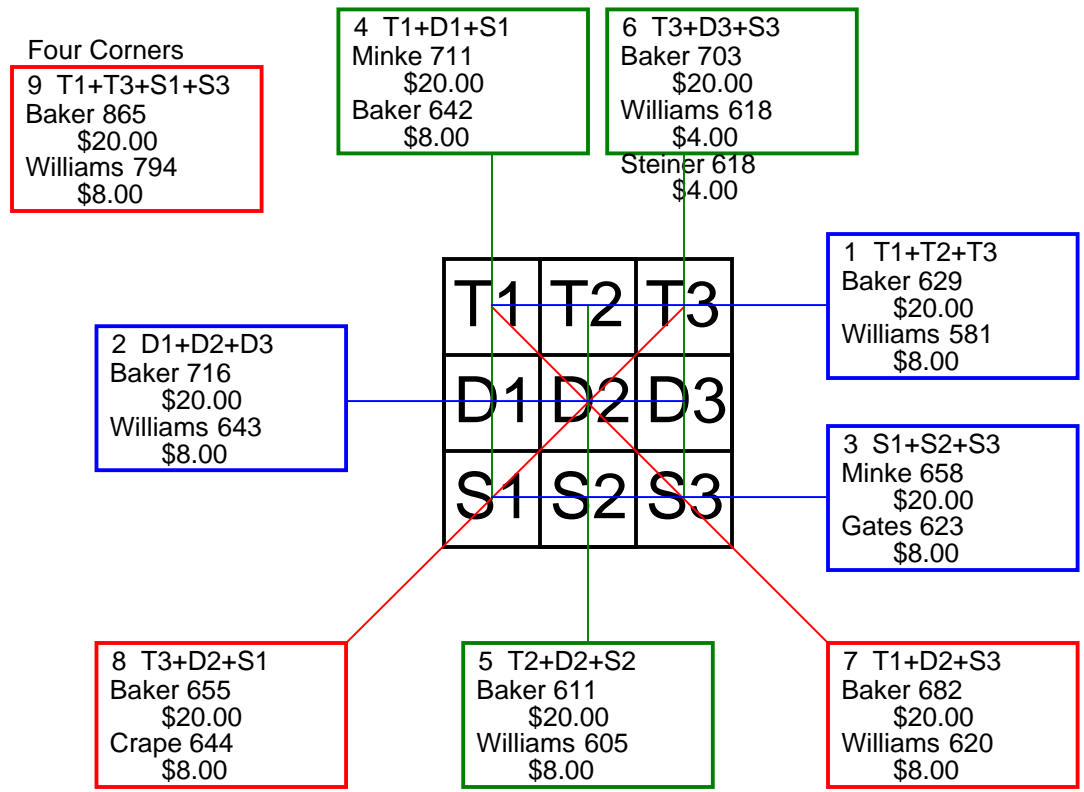 Four Corners
9 T1+T3+S1+S3
Baker 865
$20.00
Williams 794
$8.00
4 T1+D1+S1
Minke 711
$20.00
Baker 642
$8.00
6 T3+D3+S3
Baker 703
$20.00
Williams 618
$4.00
Steiner 618
$4.00
1 T1+T2+T3
Baker 629
$20.00
Williams 581
$8.00
2 D1+D2+D3
Baker 716
$20.00
Williams 643
$8.00
T1 T2 T3
D1 D2 D3
S1 S2 S3
3 S1+S2+S3
Minke 658
$20.00
Gates 623
$8.00
8 T3+D2+S1
Baker 655
$20.00
Crape 644
$8.00
5 T2+D2+S2
Baker 611
$20.00
Williams 605
$8.00
7 T1+D2+S3
Baker 682
$20.00
Williams 620
$8.00